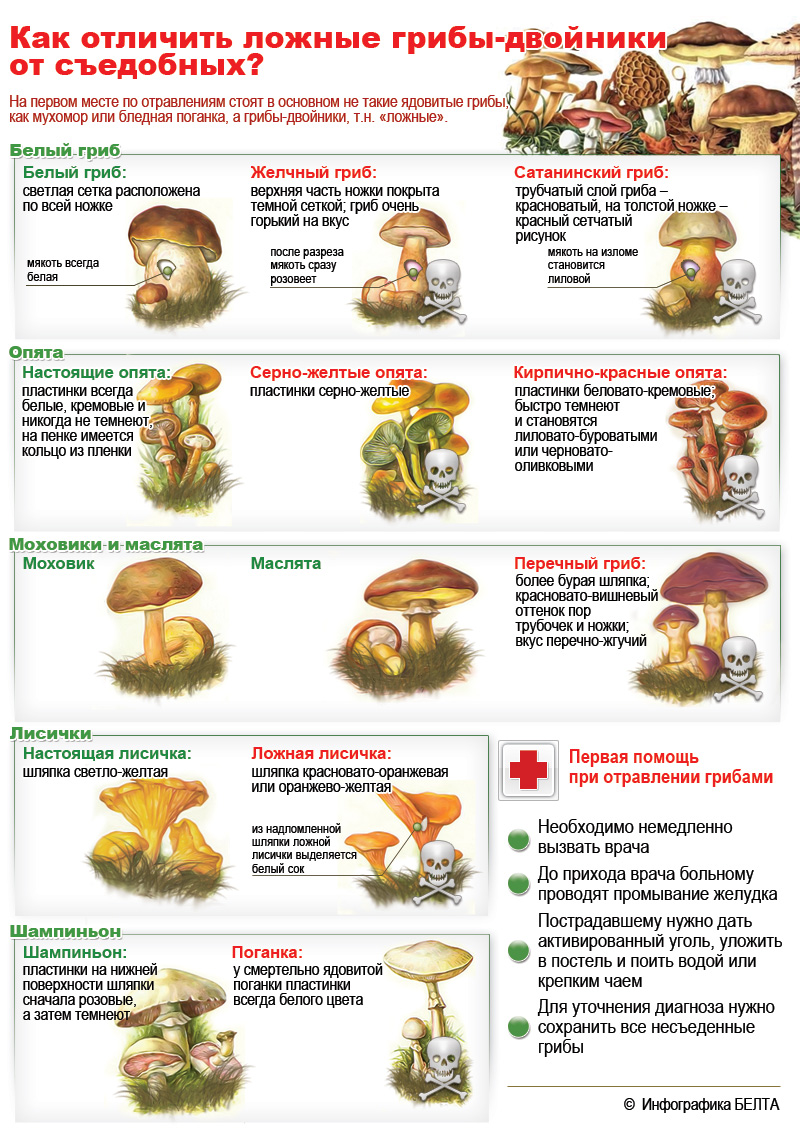 Как отличить ложные грибы-двойники
от съедобных?
На первом месте по отравлениям стоят в основном не такие ядовитые грибы,
как мухомор или бледная поганка, а грибы-двойники, т.н. «ложные».
Белый гриб
Белый гриб:
светлая сетка расположена
по всей ножке
мякоть всегда
белая
Желчный гриб:
верхняя часть ножки покрыта
темной сеткой; гриб очень
горький на вкус
после разреза
мякоть сразу
розовеет
Сатанинский гриб:
трубчатый слой гриба –
красноватый, на толстой ножке –
красный сетчатый
рисунок
мякоть на изломе
становится
лиловой
Опята
Настоящие опята:
пластинки всегда
белые, кремовые и
никогда не темнеют,
на пенке имеется
кольцо из пленки
Серно-желтые опята:
пластинки серно-желтые
Кирпично-красные опята:
пластинки беловато-кремовые;
быстро темнеют
и становятся
лиловато-буроватыми
или черновато-
оливковыми
Моховики и маслята
Моховик
Маслята
Перечный гриб:
более бурая шляпка;
красновато-вишневый
оттенок пор
трубочек и ножки;
вкус перечно-жгучий
Лисички
Настоящая лисичка:
шляпка светло-желтая
Ложная лисичка:
шляпка красновато-оранжевая
или оранжево-желтая
из надломленной
шляпки ложной
лисички выделяется
белый сок
Шампиньон
Шампиньон:
пластинки на нижней
поверхности шляпки
сначала розовые,
а затем темнеют
Поганка:
у смертельно ядовитой
поганки пластинки
всегда белого цвета
Первая помощь
при отравлении грибами
Необходимо немедленно
вызвать врача
До прихода врача больному
проводят промывание желудка
Пострадавшему нужно дать
активированный уголь, уложить
в постель и поить водой или
крепким чаем
Для уточнения диагноза нужно
сохранить все несъеденные
грибы
© Инфографика БЕЛТА